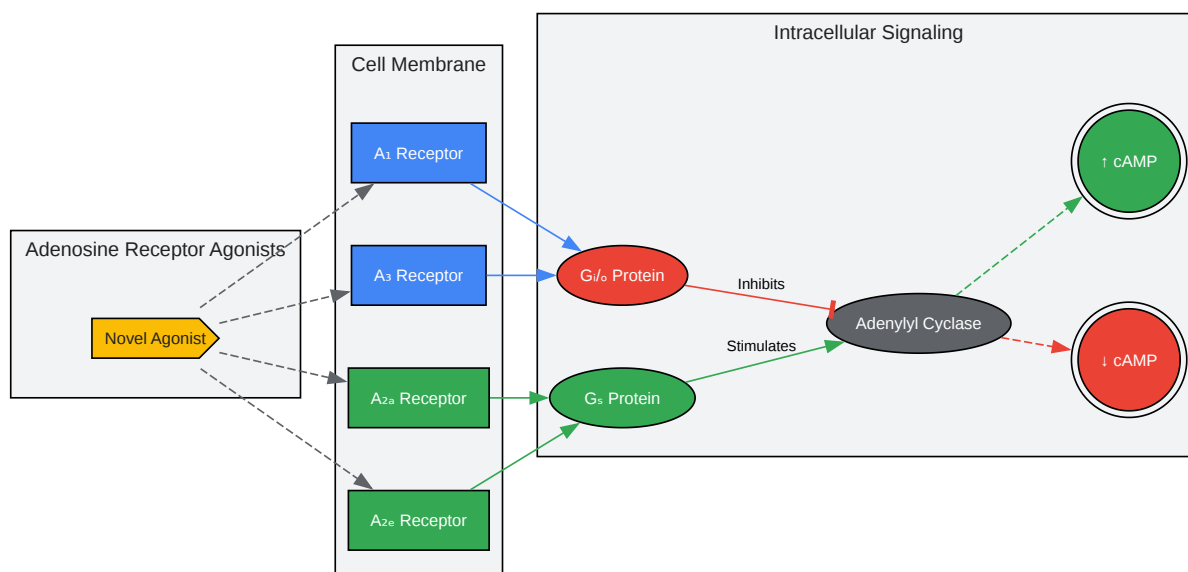 Adenosine Receptor Agonists
Novel Agonist
Cell Membrane
A₁ Receptor
A₃ Receptor
A₂ₐ Receptor
A₂ₑ Receptor
Intracellular Signaling
Gᵢ/ₒ Protein
Gₛ Protein
Inhibits
Stimulates
Adenylyl Cyclase
↑ cAMP
↓ cAMP